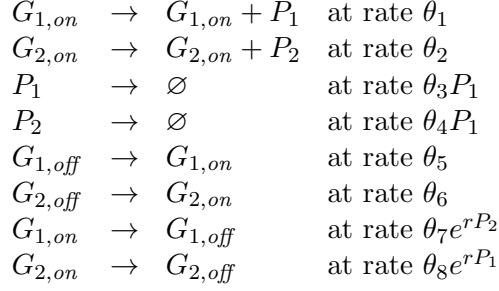 G₁,on → G₁,on + P₁ at rate θ₁
G₂,on → G₂,on + P₂ at rate θ₂
P₁ → ∅ at rate θ₃P₁
P₂ → ∅ at rate θ₄P₁
G₁,off → G₁,on at rate θ₅
G₂,off → G₂,on at rate θ₆
G₁,on → G₁,off at rate θ₇e^{rP₂}
G₂,on → G₂,off at rate θ₈e^{rP₁}